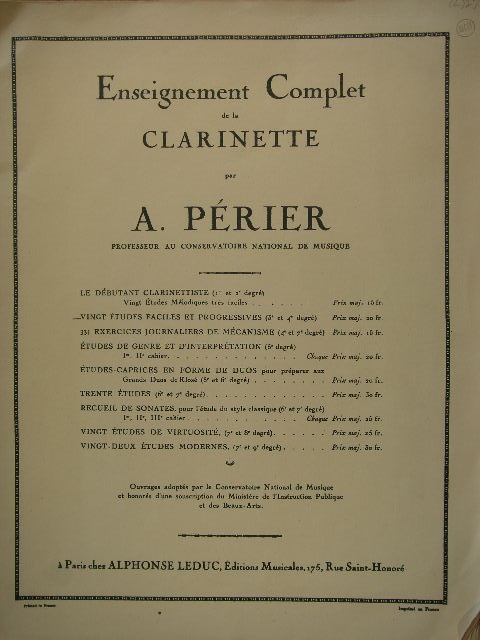 Enseignement Complet
de la
CLARINETTE
par
A. PÉRIER
PROFESSEUR AU CONSERVATOIRE NATIONAL DE MUSIQUE
LE DÉBUTANT CLARINETTISTE (1er et 2e degré)
Vingt Études Mélodiques très faciles . . . . . . Prix maj. 15 fr.
VINGT ÉTUDES FACILES ET PROGRESSIVES (3e et 4e degré) Prix maj. 20 fr.
331 EXERCICES JOURNALIERS DE MÉCANISME (4e et 7e degré) Prix maj. 15 fr.
ÉTUDES DE GENRE ET D'INTERPRÉTATION (5e degré)
Ier, IIe cahier. . . . . . . . . . . . . . Chaque Prix maj. 20 fr.
ÉTUDES-CAPRICES EN FORME DE DUOS pour préparer aux
Grands Duos de Klosé (5e et 6e degré) . . . . . . Prix maj. 20 fr.
TRENTE ÉTUDES (6e et 7e degré) . . . . . . . . . Prix maj. 30 fr.
RECUEIL DE SONATES, pour l'étude du style classique (6e et 7e degré)
Ier, IIe, IIIe cahier . . . . . . . . . . . . Chaque Prix maj. 25 fr.
VINGT ÉTUDES DE VIRTUOSITÉ, (7e et 8e degré). . . . . . Prix maj. 25 fr.
VINGT-DEUX ÉTUDES MODERNES, (7e et 9e degré) . . . . . Prix maj. 30 fr.
Ouvrages adoptés par le Conservatoire National de Musique
et honorés d'une souscription du Ministère de l'Instruction Publique
et des Beaux-Arts.
à Paris chez ALPHONSE LEDUC, Editions Musicales, 175, Rue Saint-Honoré
Printed in France
Imprimé en France